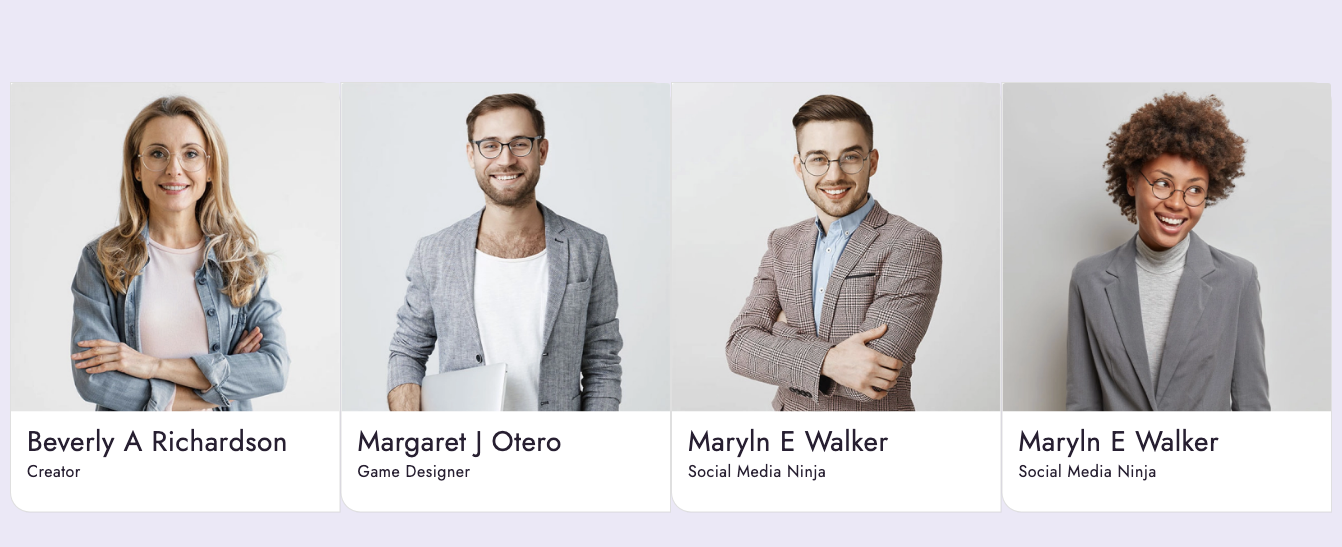 Beverly A Richardson
Creator
Margaret J Otero
Game Designer
Maryln E Walker
Social Media Ninja
Maryln E Walker
Social Media Ninja